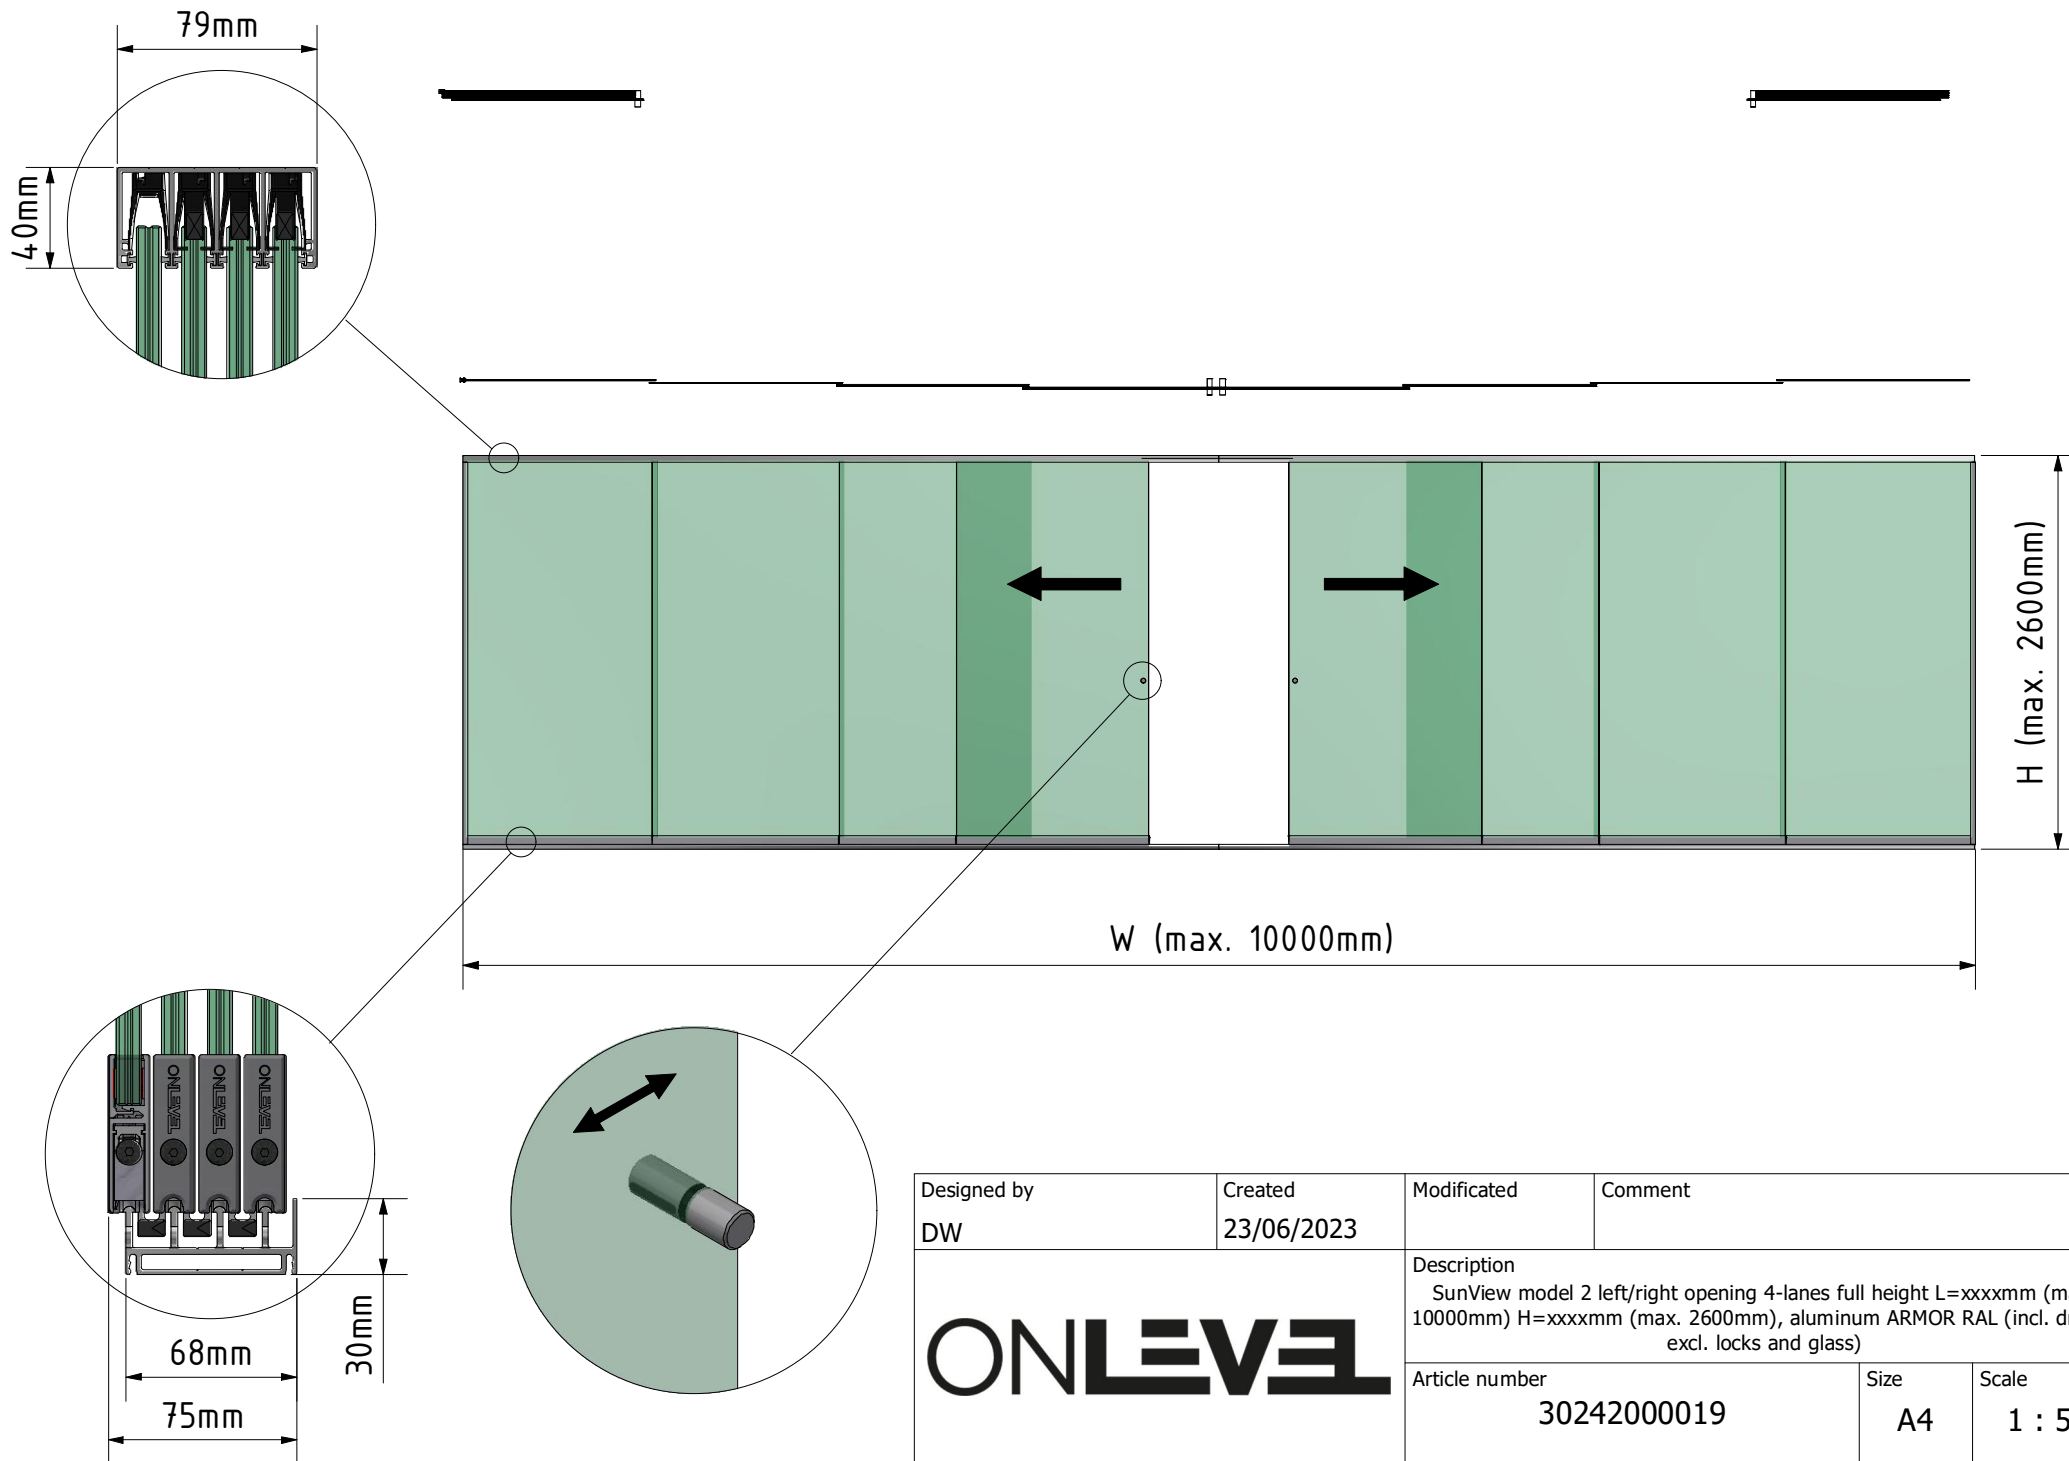 79mm
40mm
H (max. 2600mm)
W (max. 10000mm)
ONLEVEL
ONLEVEL
ONLEVEL
30mm
68mm
75mm
Designed by
DW
Created
23/06/2023
Modificated
Comment
ONLEVEL
Description
SunView model 2 left/right opening 4-lanes full height L=xxxxmm
10000mm) H=xxxxmm (max. 2600mm), aluminum ARMOR RAL (incl.
excl. locks and glass)
Article number
30242000019
Size
A4
Scale
1 : 5